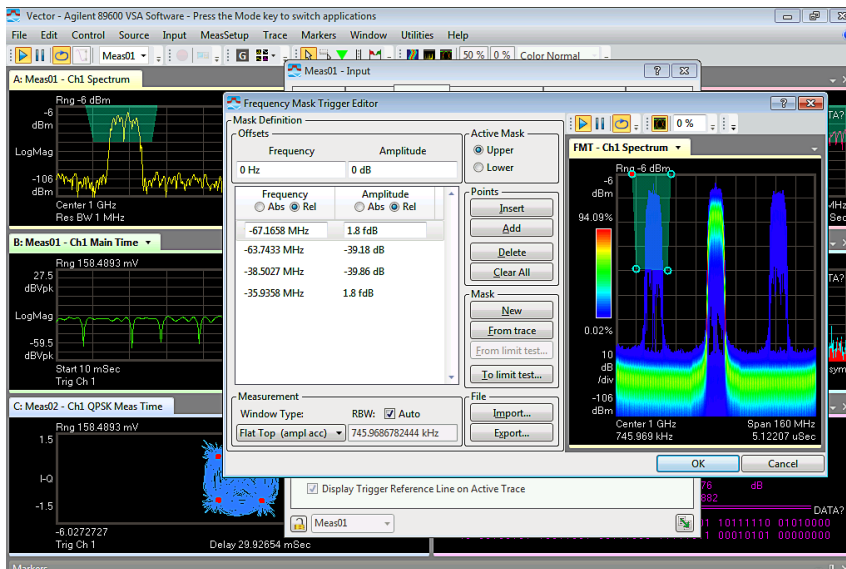 Vector - Agilent 89600 VSA Software - Press the Mode key to switch applications
File Edit Control Source Input MeasSetup Trace Markers Window Utilities Help
Meas01 G 50 % 0 % Color Normal
A: Meas01 - Ch1 Spectrum
Rng -6 dBm
-6
dBm
LogMag
-106
dBm
Center 1 GHz
Res BW 1 MHz
B: Meas01 - Ch1 Main Time
Rng 158.4893 mV
27.5
dBVpk
LogMag
-59.5
dBVpk
Start 10 mSec
Trig Ch 1
C: Meas02 - Ch1 QPSK Meas Time
Rng 158.4893 mV
1.5
I-Q
-1.5
-6.0272727
Trig Ch 1 Delay 29.92654 mSec
Markers
Meas01 - Input
Frequency Mask Trigger Editor
Mask Definition
Offsets
Frequency Amplitude
0 Hz 0 dB
Frequency Amplitude
Abs Rel Abs Rel
-67.1658 MHz 1.8 fdB
-63.7433 MHz -39.18 dB
-38.5027 MHz -39.86 dB
-35.9358 MHz 1.8 fdB
Measurement
Window Type: RBW: Auto
Flat Top (ampl acc) 745.9686782444 kHz
Active Mask
Upper
Lower
Points
Insert
Add
Delete
Clear All
Mask
New
From trace
From limit test...
To limit test...
File
Import...
Export...
0 %
FMT - Ch1 Spectrum
Rng -6 dBm
-6
dBm
94.09%
0.02%
10
dB
/div
-106
dBm
Center 1 GHz Span 160 MHz
745.969 kHz 5.12207 uSec
OK Cancel
Display Trigger Reference Line on Active Trace
Meas01
TA?
MHz
Sec
TA?
sym
dB
882
DATA?
01 10111110 01010000
1 00010101 00000000